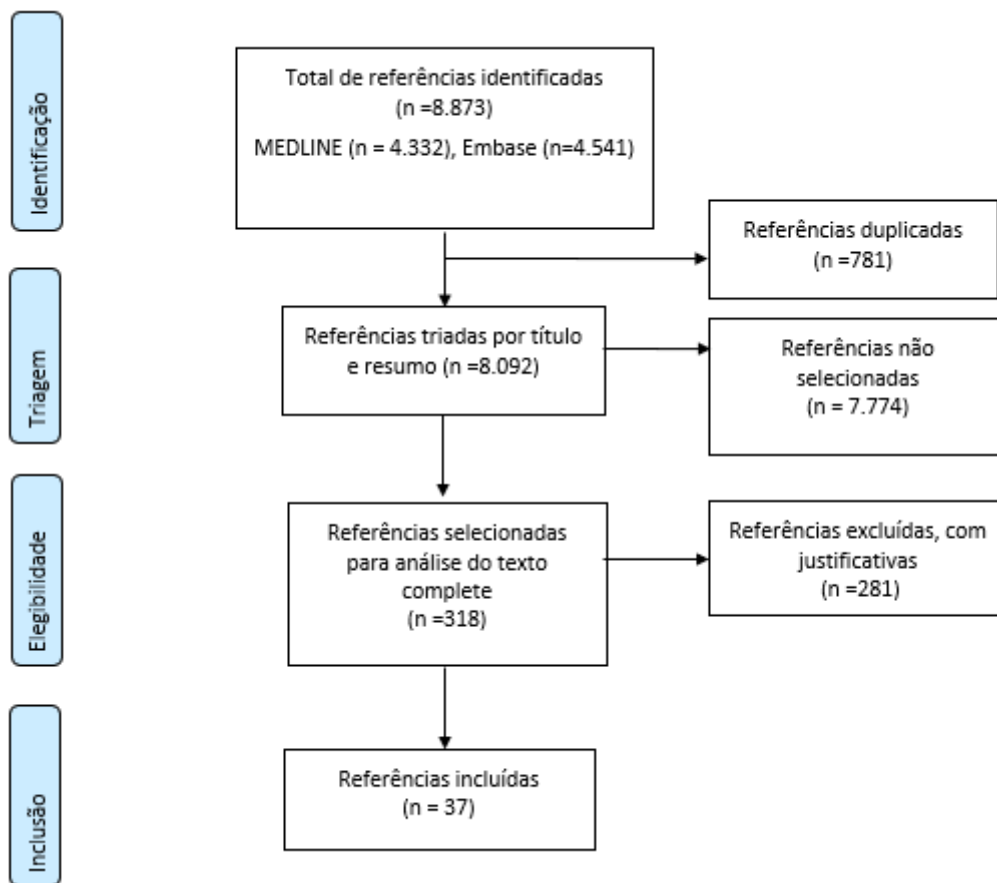 Identificação
Total de referências identificadas
(n =8.873)
MEDLINE (n = 4.332), Embase (n=4.541)
Referências duplicadas
(n =781)
Triagem
Referências triadas por título
e resumo (n =8.092)
Referências não
selecionadas
(n = 7.774)
Elegibilidade
Referências selecionadas
para análise do texto
complete
(n =318)
Referências excluídas, com
justificativas
(n =281)
Inclusão
Referências incluídas
(n = 37)